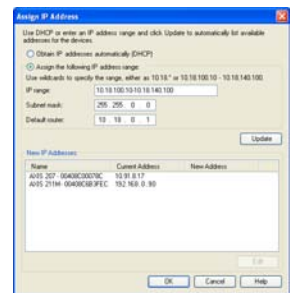 Assign IP Address
Use DHCP or enter an IP address range and click Update to automatically list available
addresses for the devices.
Obtain IP addresses automatically (DHCP)
Assign the following IP address range:
Use wildcards to specify the range, either as 10.18.* or 10.18.100.10 - 10.18.140.100.
IP range: 10.18.100.10-10.18.140.100
Subnet mask: 255 . 255 . 0 . 0
Default router: 10 . 18 . 0 . 1
Update
New IP Addresses:
Name Current Address New Address
AXIS 207 - 00408C00078C 10.91.8.17
AXIS 211M - 00408C6B3FEC 192.168.0.90
Edit
OK Cancel Help